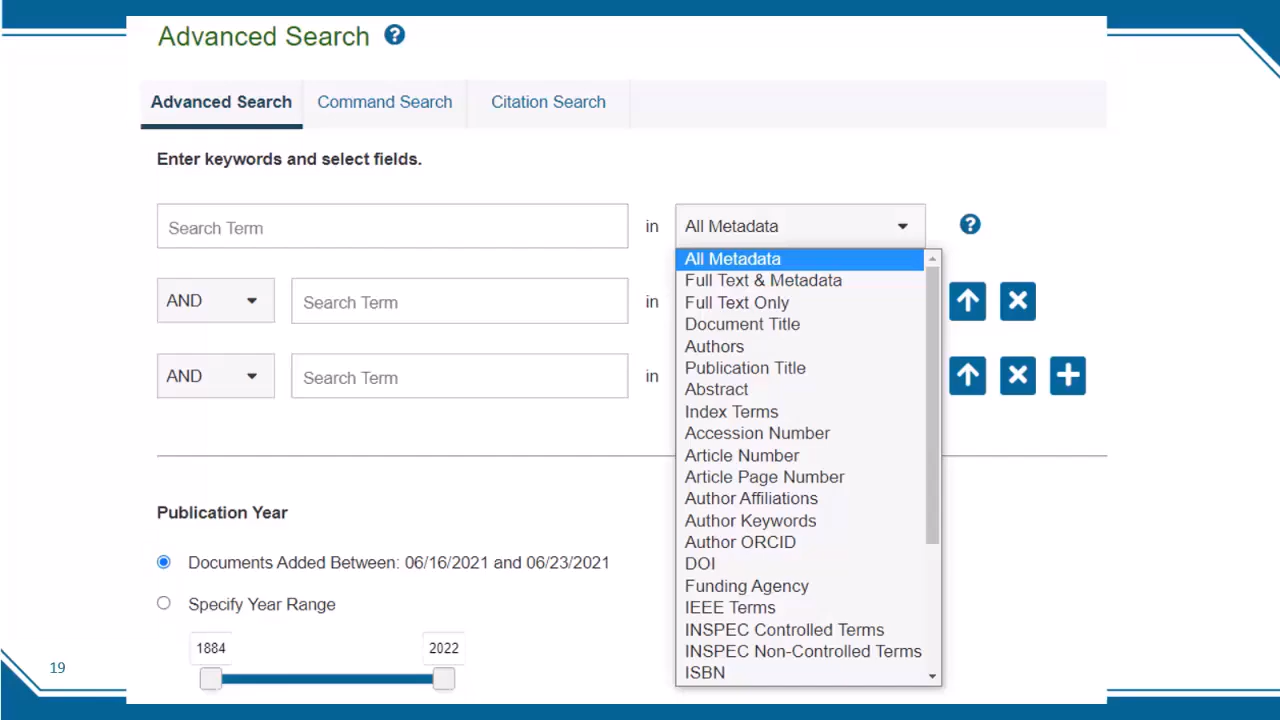 Advanced Search ?
Advanced Search Command Search Citation Search
Enter keywords and select fields.
Search Term in All Metadata ?
All Metadata
Full Text & Metadata
AND Search Term in Full Text Only
Document Title
Authors
Publication Title
AND Search Term in Abstract
Index Terms
Accession Number
Article Number
Article Page Number
Author Affiliations
Publication Year Author Keywords
Author ORCID
Documents Added Between: 06/16/2021 and 06/23/2021 DOI
Funding Agency
Specify Year Range IEEE Terms
INSPEC Controlled Terms
1884 2022 INSPEC Non-Controlled Terms
ISBN
19